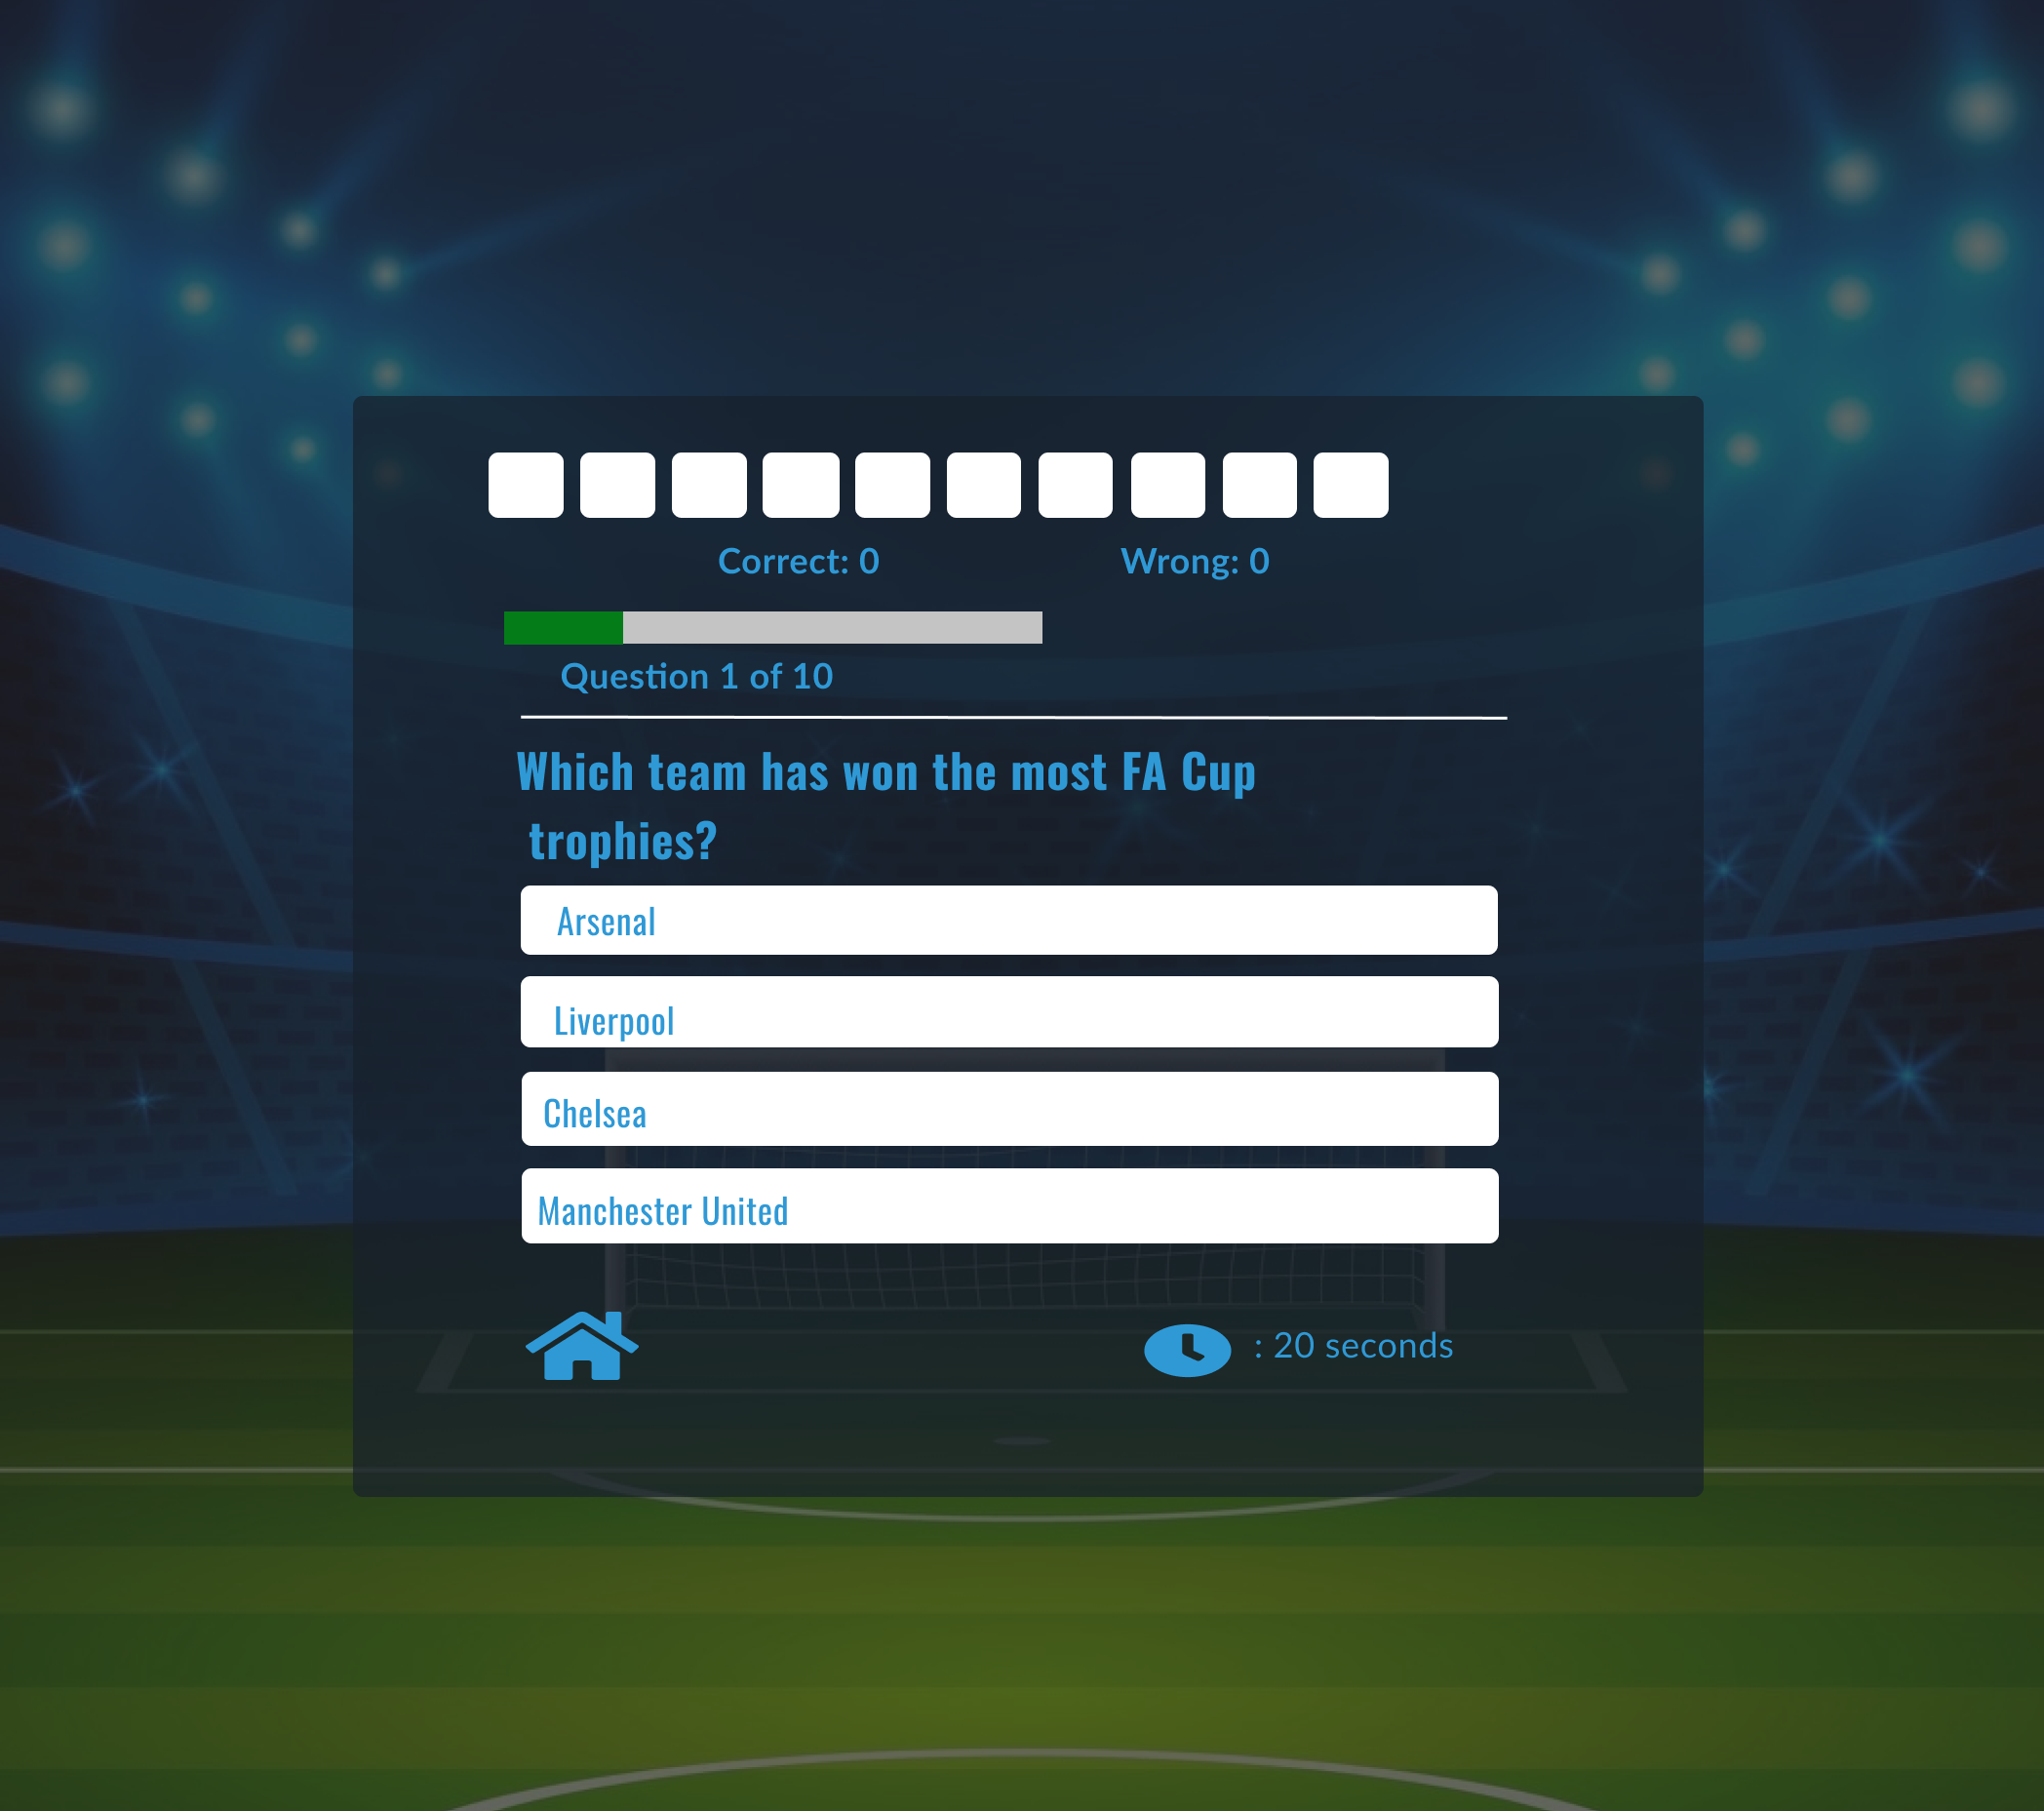 Correct: 0 Wrong: 0
Question 1 of 10
Which team has won the most FA Cup
trophies?
Arsenal
Liverpool
Chelsea
Manchester United
: 20 seconds